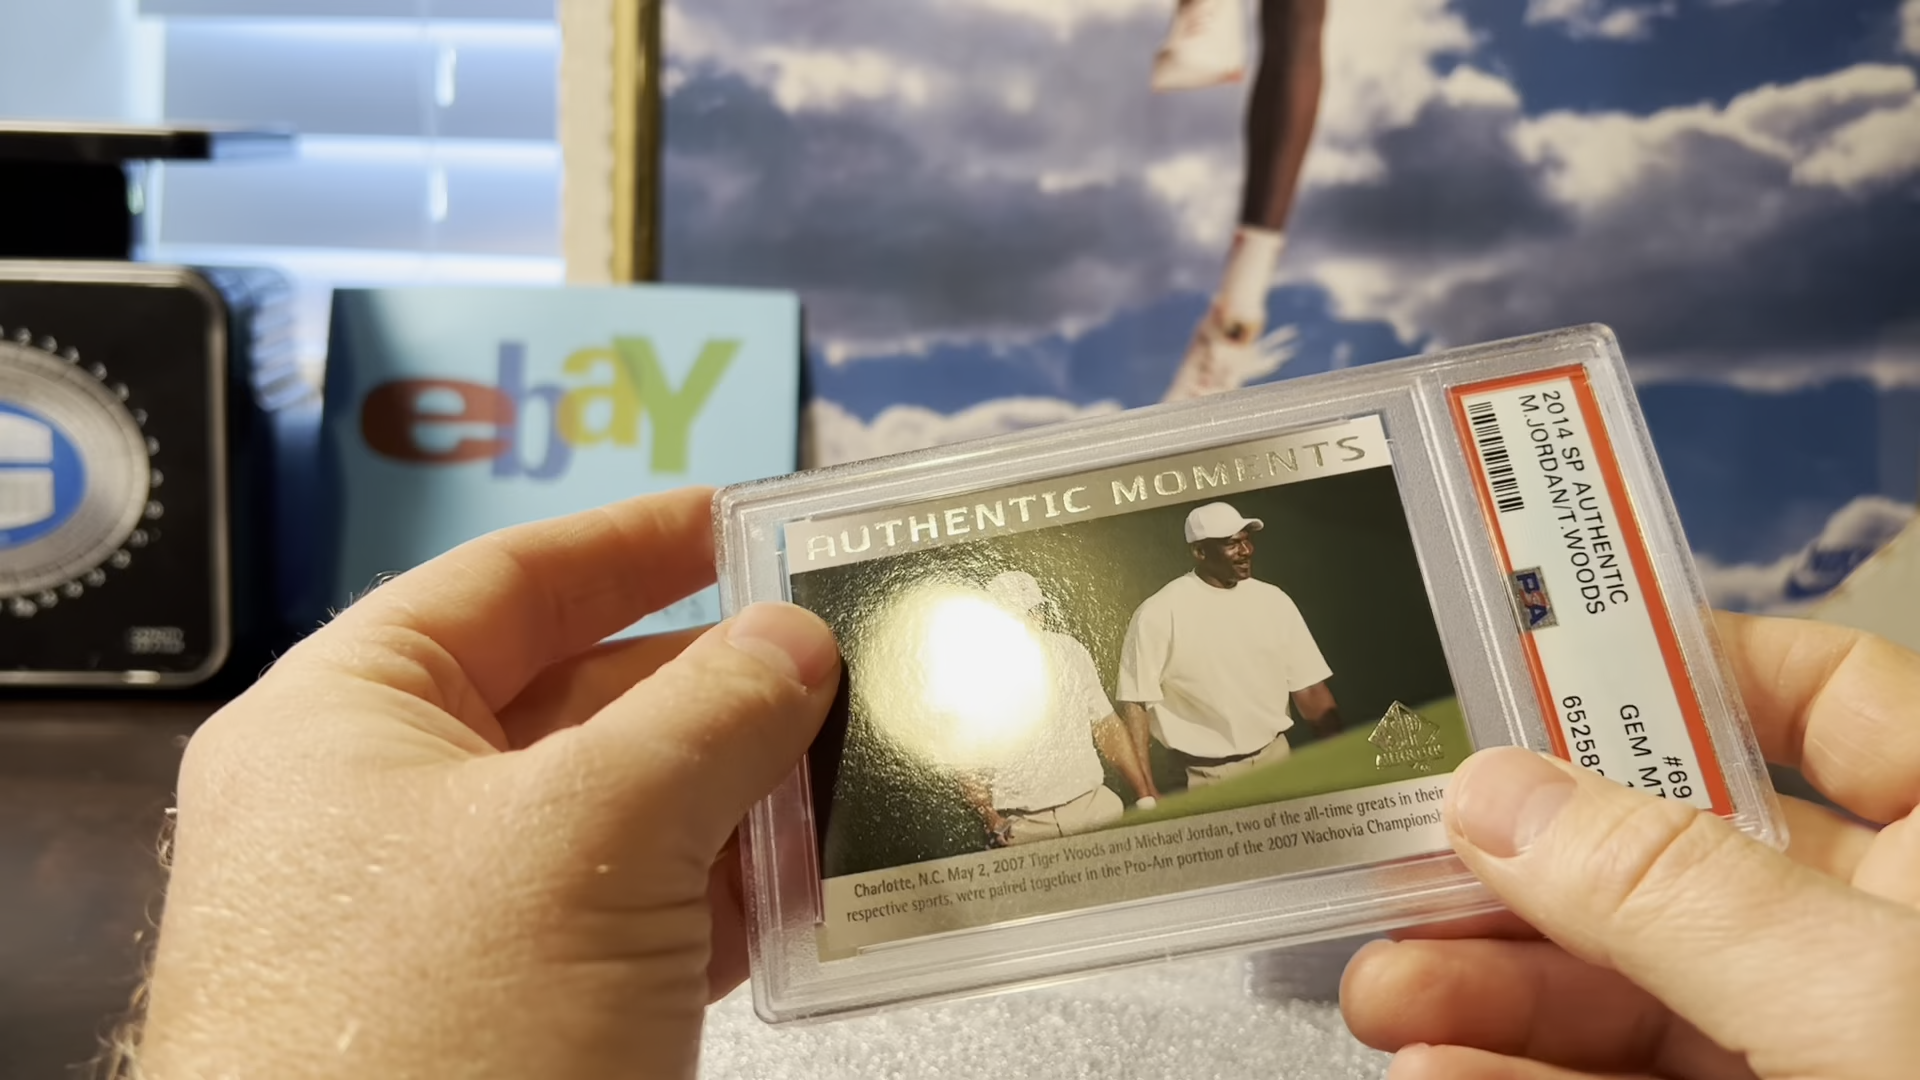 ebaY
AUTHENTIC MOMENTS
Charlotte, N.C. May 2, 2007 Tiger Woods and Michael Jordan, two of the all-time greats in their
respective sports, were paired together in the Pro-Am portion of the 2007 Wachovia
2014 SP AUTHENTIC
M.JORDAN/T.WOODS
PSA
#69
GEM MT